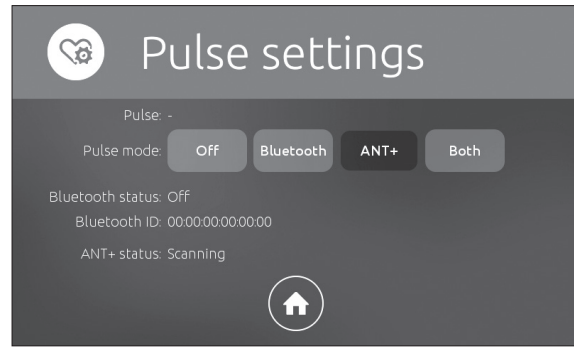 Pulse settings
Pulse: -
Pulse mode: Off Bluetooth ANT+ Both
Bluetooth status: Off
Bluetooth ID: 00:00:00:00:00:00
ANT+ status: Scanning